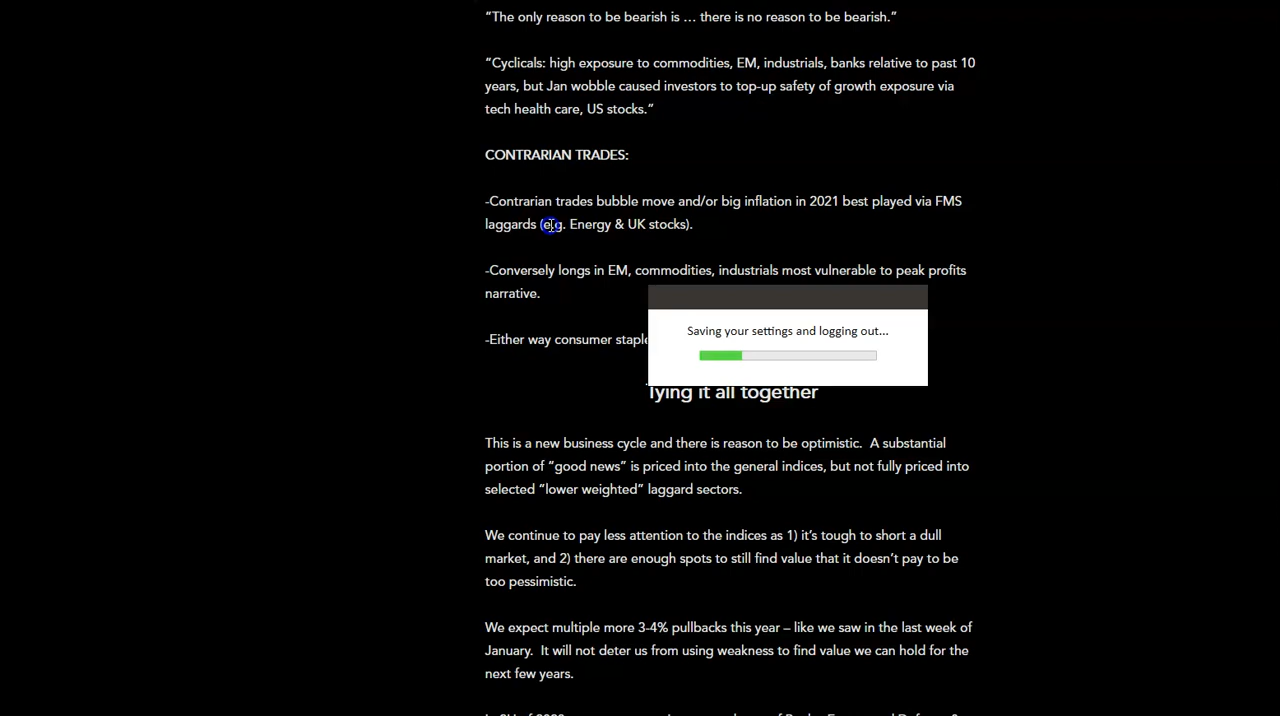 “The only reason to be bearish is … there is no reason to be bearish.”
“Cyclicals: high exposure to commodities, EM, industrials, banks relative to past 10
years, but Jan wobble caused investors to top-up safety of growth exposure via
tech health care, US stocks.”
CONTRARIAN TRADES:
-Contrarian trades bubble move and/or big inflation in 2021 best played via FMS
laggards (e.g. Energy & UK stocks).
-Conversely longs in EM, commodities, industrials most vulnerable to peak profits
narrative.
Saving your settings and logging out...
-Either way consumer
Tying it all together
This is a new business cycle and there is reason to be optimistic.  A substantial
portion of “good news” is priced into the general indices, but not fully priced into
selected “lower weighted” laggard sectors.
We continue to pay less attention to the indices as 1) it’s tough to short a dull
market, and 2) there are enough spots to still find value that it doesn’t pay to be
too pessimistic.
We expect multiple more 3-4% pullbacks this year – like we saw in the last week of
January.  It will not deter us from using weakness to find value we can hold for the
next few years.